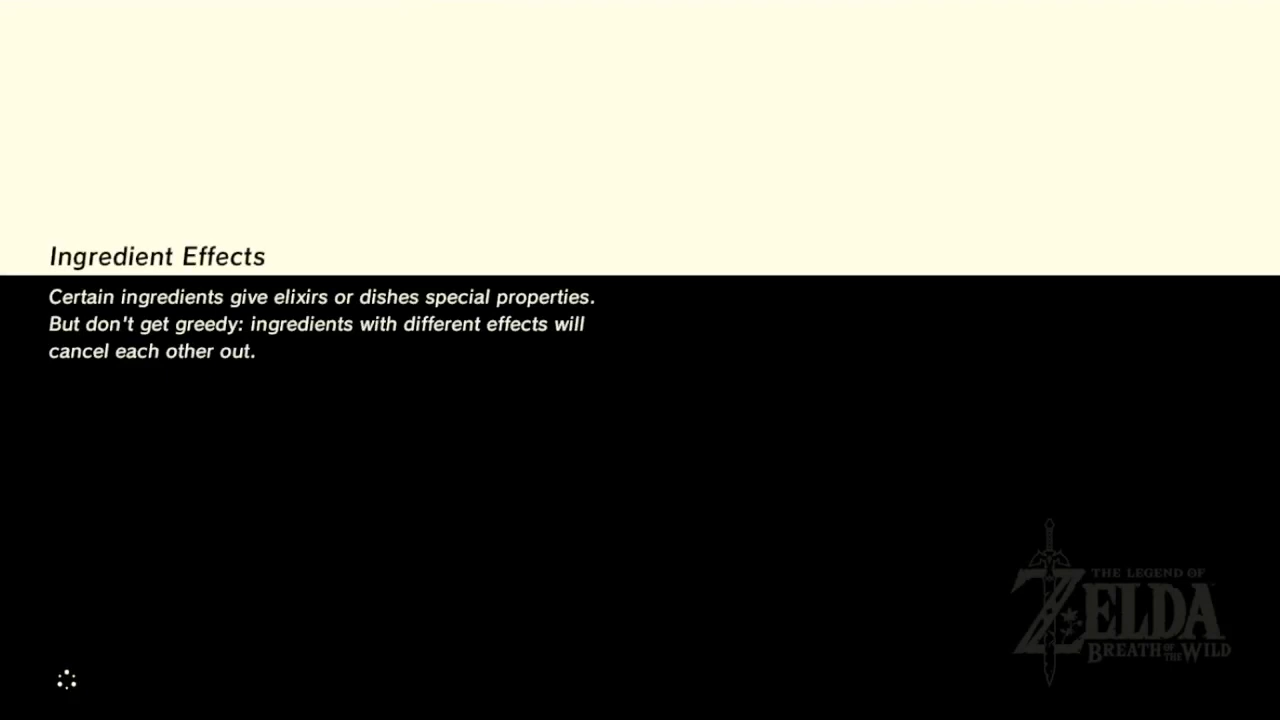 Ingredient Effects
Certain ingredients give elixirs or dishes special properties.
But don't get greedy: ingredients with different effects will
cancel each other out.
THE LEGEND OF
ZELDA
BREATH OF THE WILD